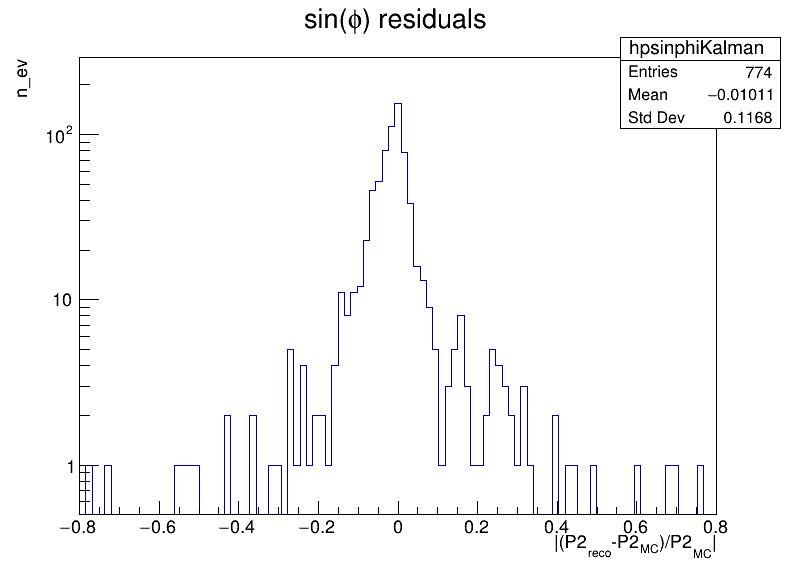 sin(ϕ) residuals
hpsinphiKalman
Entries 774
Mean −0.01011
Std Dev 0.1168
n_ev
10²
10
1
−0.8 −0.6 −0.4 −0.2 0 0.2 0.4 0.6 0.8
|(P2reco-P2MC)/P2MC|